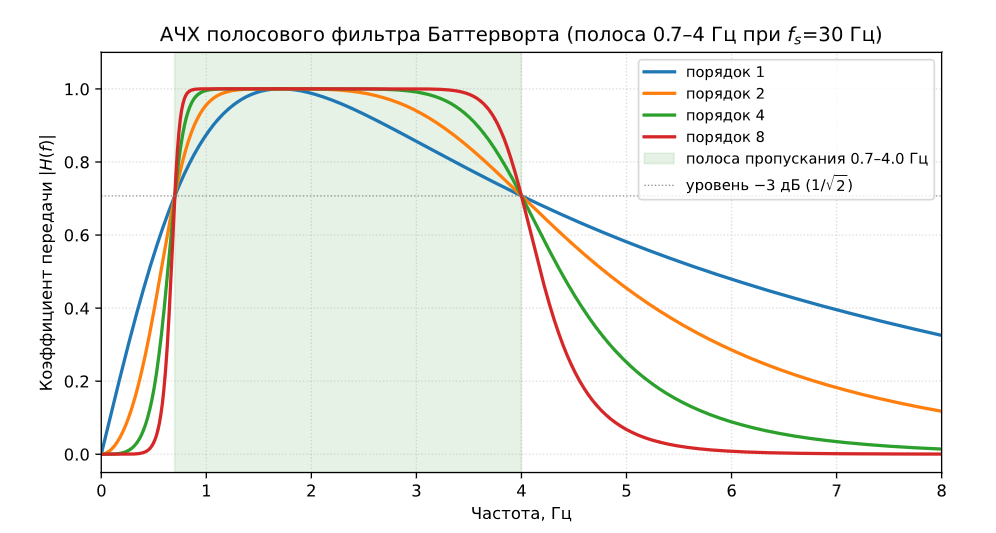 АЧХ полосового фильтра Баттерворта (полоса 0.7–4 Гц при fₛ=30 Гц)
Коэффициент передачи |H(f)|
1.0
0.8
0.6
0.4
0.2
0.0
порядок 1
порядок 2
порядок 4
порядок 8
полоса пропускания 0.7–4.0 Гц
уровень −3 дБ (1/√2)
0 1 2 3 4 5 6 7 8
Частота, Гц